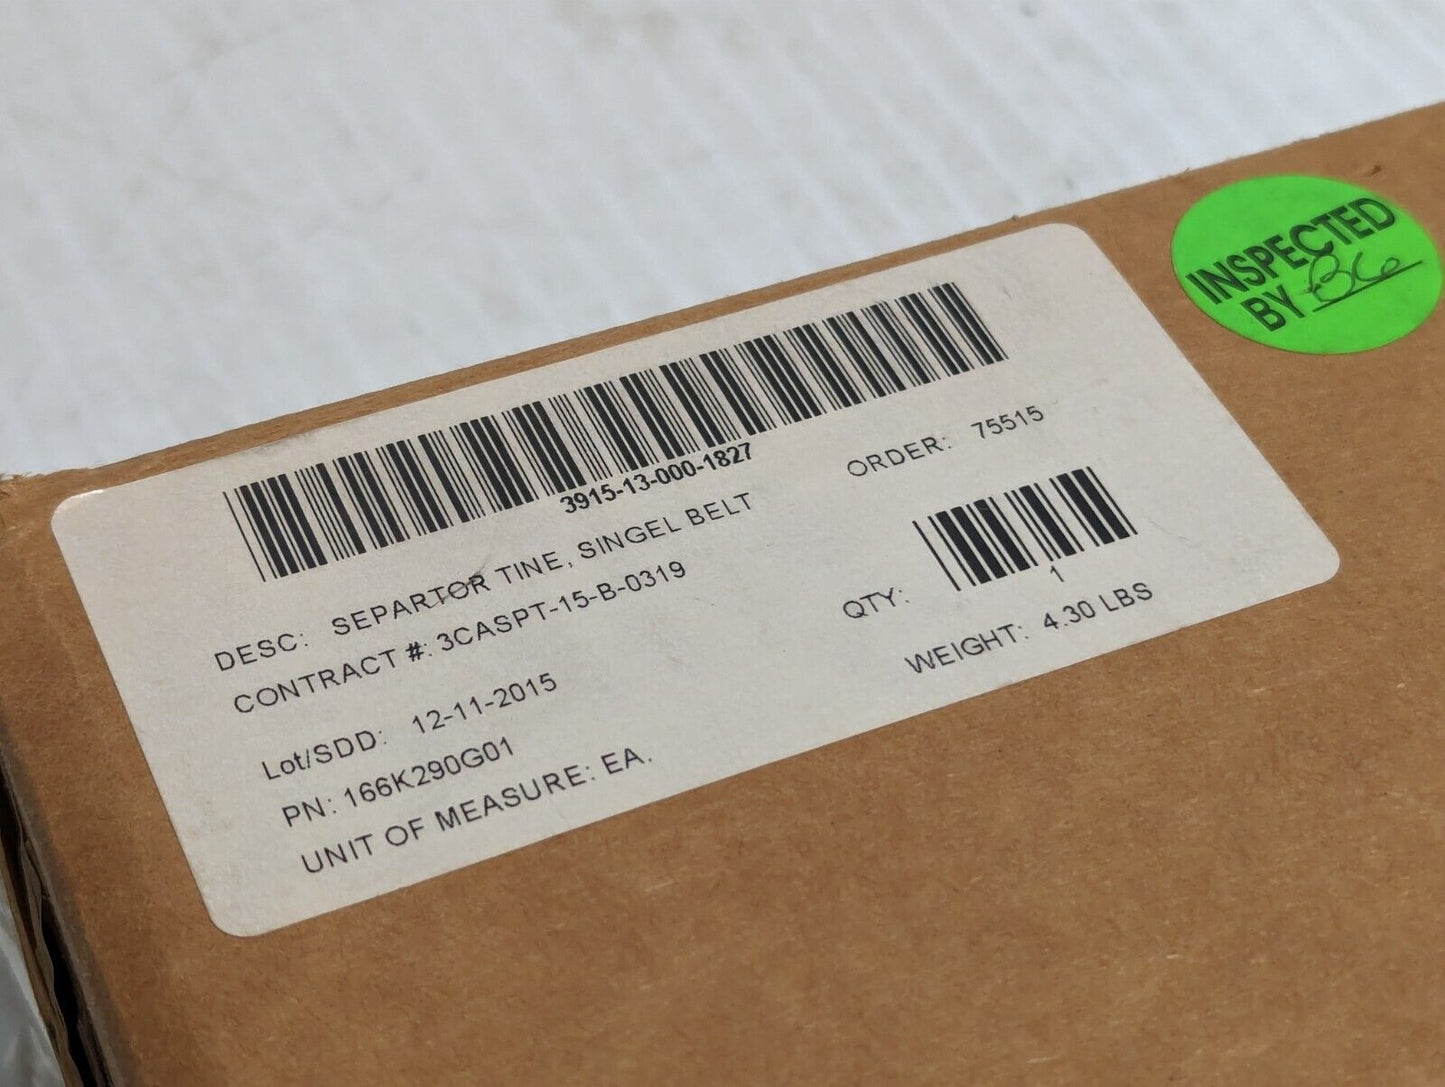 3915-13-000-1827
DESC: SEPARTOR TINE, SINGEL BELT
CONTRACT #: 3CASPT-15-B-0319
Lot/SDD: 12-11-2015
PN: 166K290G01
UNIT OF MEASURE: EA.
ORDER: 75515
QTY: 1
WEIGHT: 4.30 LBS
INSPECTED
BY